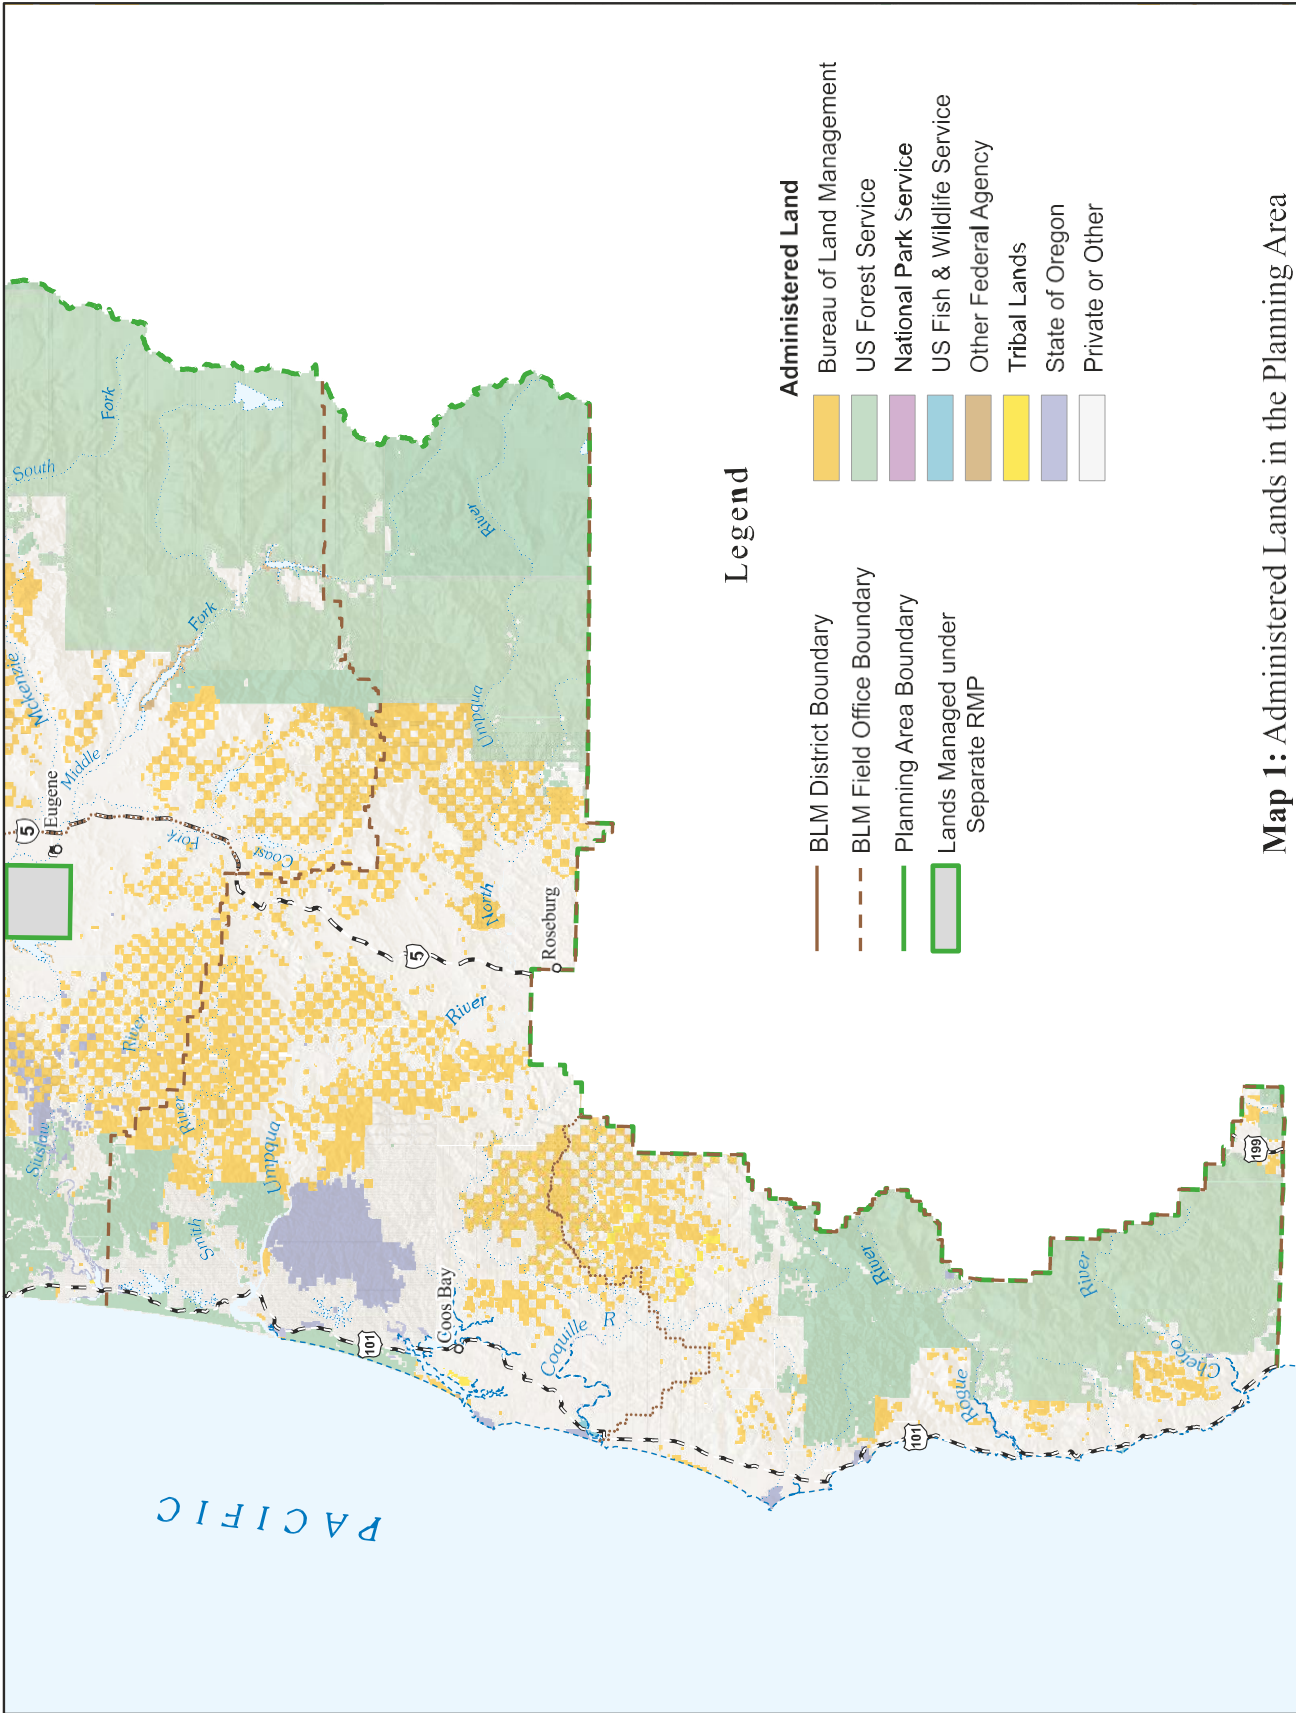 PACIFIC
South
Fork
Mckenzie
Fork
Middle
Eugene
5
Fork
Coast
River
Umpqua
North
Roseburg
5
River
River
Siuslaw
River
Umpqua
Smith
Coos Bay
101
Coquille R
River
River
Rogue
Chetco
101
199
Legend
BLM District Boundary
BLM Field Office Boundary
Planning Area Boundary
Lands Managed under
Separate RMP
Administered Land
Bureau of Land Management
US Forest Service
National Park Service
US Fish & Wildlife Service
Other Federal Agency
Tribal Lands
State of Oregon
Private or Other
Map 1: Administered Lands in the Planning Area